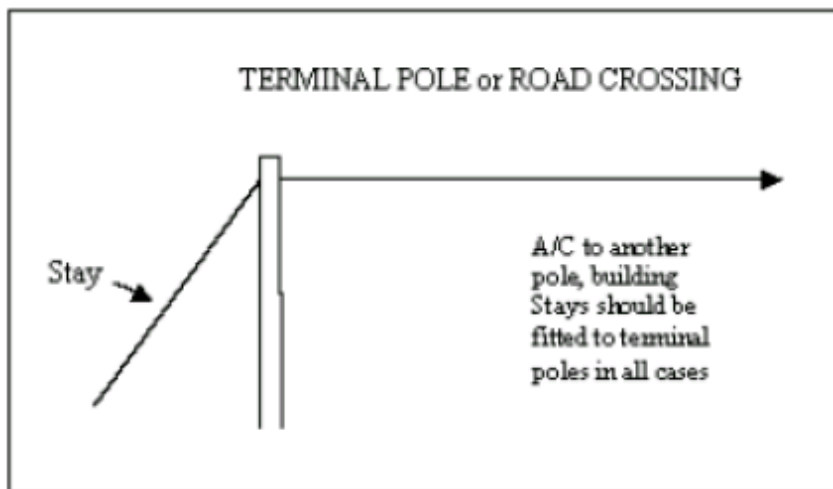 TERMINAL POLE or ROAD CROSSING
Stay
A/C to another
pole, building
Stays should be
fitted to terminal
poles in all cases